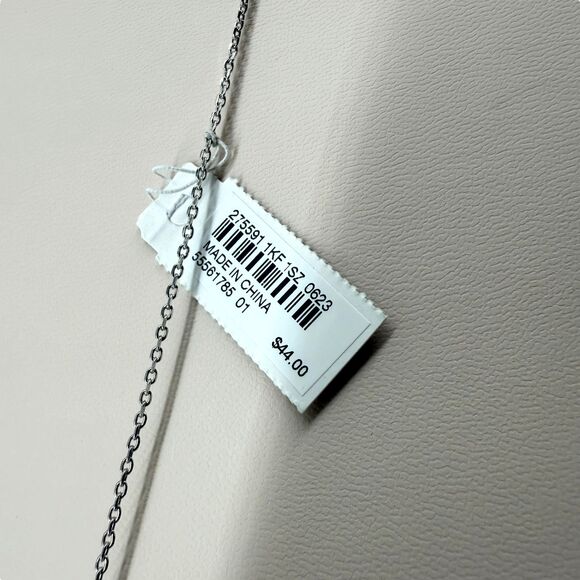 275591 1KF 1SZ 0623
MADE IN CHINA
55561785 01
$44.00